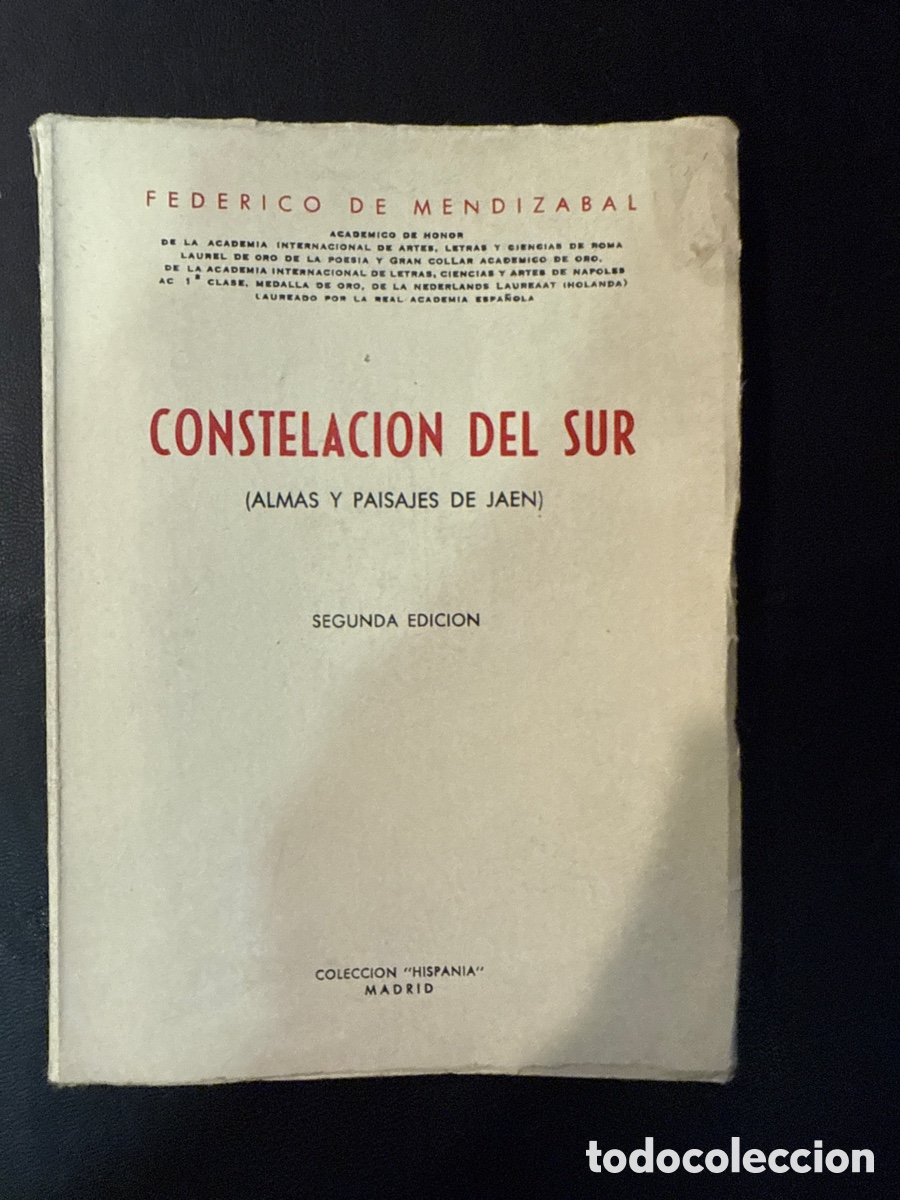 FEDERICO DE MENDIZABAL
ACADEMICO DE HONOR
DE LA ACADEMIA INTERNACIONAL DE ARTES, LETRAS Y CIENCIAS DE ROMA
LAUREL DE ORO DE LA POESIA Y GRAN COLLAR ACADEMICO DE ORO,
DE LA ACADEMIA INTERNACIONAL DE LETRAS, CIENCIAS Y ARTES DE NAPOLES
AC 1ª CLASE, MEDALLA DE ORO, DE LA NEDERLANDS LAUREAAT (HOLANDA)
LAUREADO POR LA REAL ACADEMIA ESPAÑOLA
CONSTELACION DEL SUR
(ALMAS Y PAISAJES DE JAEN)
SEGUNDA EDICION
COLECCION "HISPANIA"
MADRID
todocoleccion